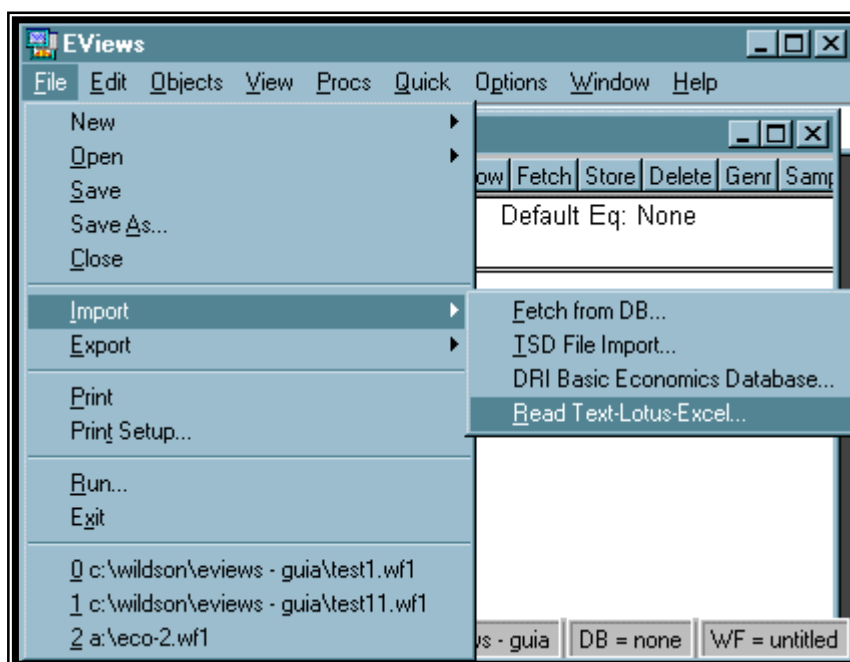 EViews
File Edit Objects View Procs Quick Options Window Help
New
Open
Save
Save As...
Close
Import
Export
Print
Print Setup...
Run...
Exit
0 c:\wildson\eviews - guia\test1.wf1
1 c:\wildson\eviews - guia\test11.wf1
2 a:\eco-2.wf1
Fetch Store Delete Genr
Default Eq: None
Fetch from DB...
TSD File Import...
DRI Basic Economics Database...
Read Text-Lotus-Excel...
- guia DB = none WF = untitled